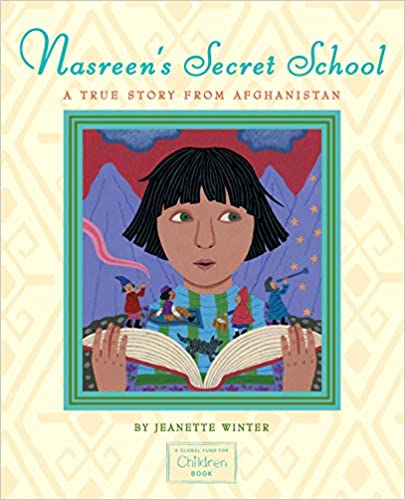 Nasreen's Secret School
A TRUE STORY FROM AFGHANISTAN
BY JEANETTE WINTER
A GLOBAL FUND FOR
Children
BOOK